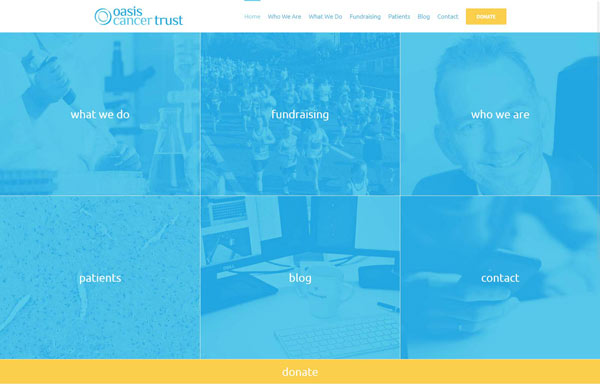 oasis
cancer trust
Home Who We Are What We Do Fundraising Patients Blog Contact DONATE
what we do fundraising who we are
patients blog contact
donate